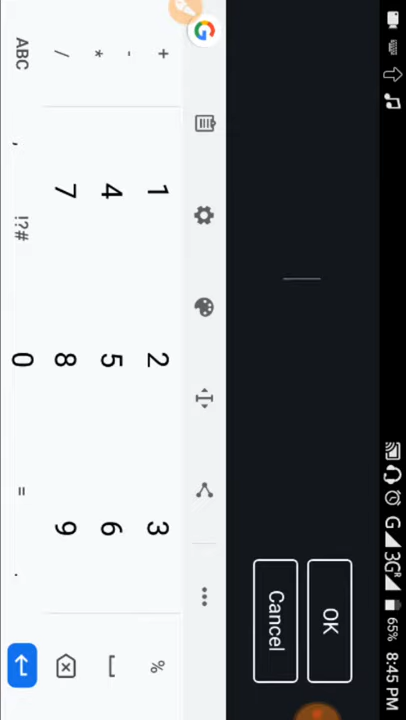 G 3G R 65% 8:45 PM
OK
Cancel
G
+ 1 2 3 %
- 4 5 6 [
* / 7 8 9
ABC , !?# 0 = .